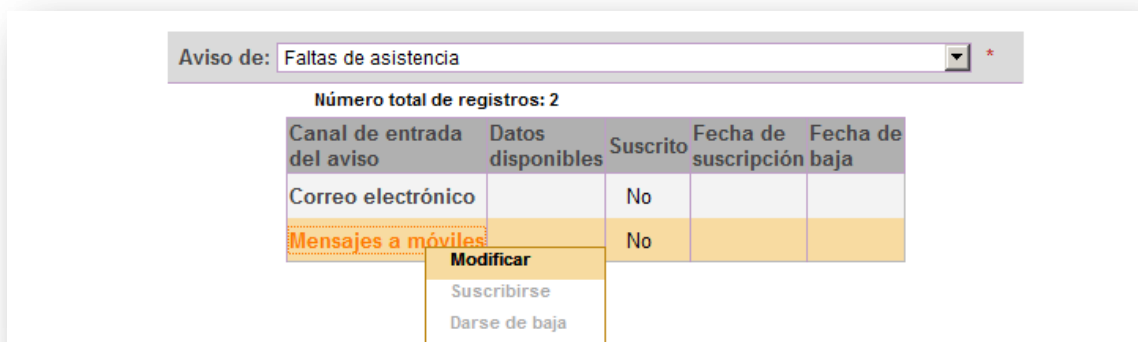 Aviso de: Faltas de asistencia *
Número total de registros: 2
Canal de entrada del aviso Datos disponibles Suscrito Fecha de suscripción Fecha de baja
Correo electrónico No
Mensajes a móviles No
Modificar
Suscribirse
Darse de baja